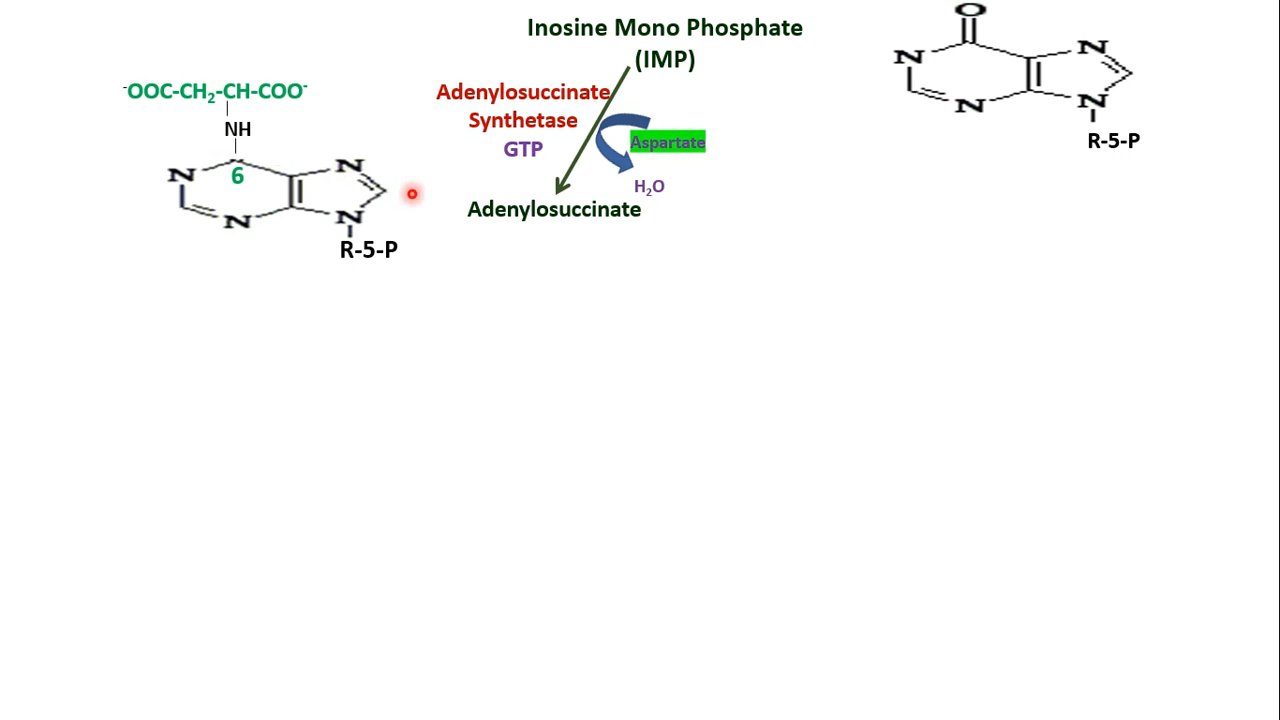 Inosine Mono Phosphate
(IMP)
Adenylosuccinate
Synthetase
GTP
Aspartate
H₂O
Adenylosuccinate
⁻OOC-CH₂-CH-COO⁻
NH
N
6
N
N
N
R-5-P
O
N
N
N
N
R-5-P